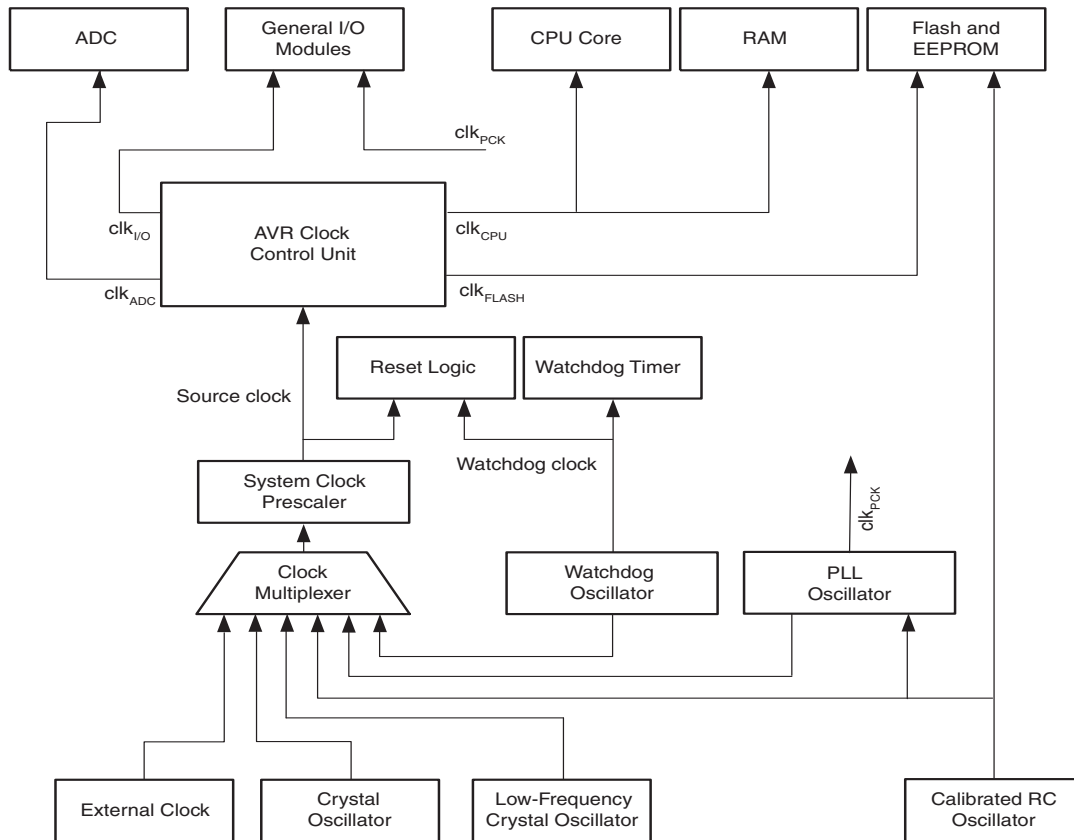 ADC
General I/O
Modules
CPU Core
RAM
Flash and
EEPROM
clkPCK
clkI/O
AVR Clock
Control Unit
clkCPU
clkADC
clkFLASH
Reset Logic
Watchdog Timer
Source clock
Watchdog clock
System Clock
Prescaler
clkPCK
Clock
Multiplexer
Watchdog
Oscillator
PLL
Oscillator
External Clock
Crystal
Oscillator
Low-Frequency
Crystal Oscillator
Calibrated RC
Oscillator